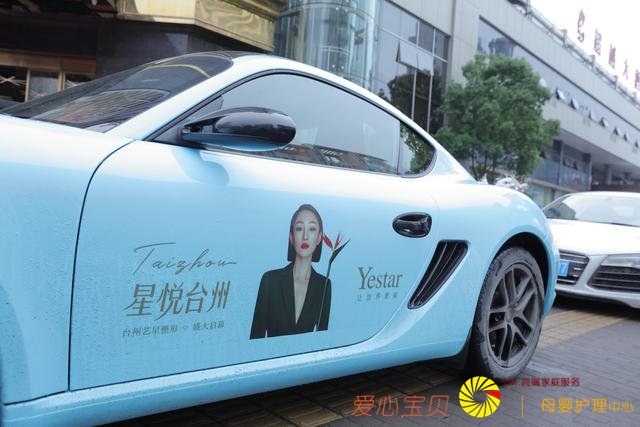 Taizhou
星悦台州
台州艺星整形 盛大启幕
Yestar
让世界更美
爱心宝贝
高端家庭服务
母婴护理中心